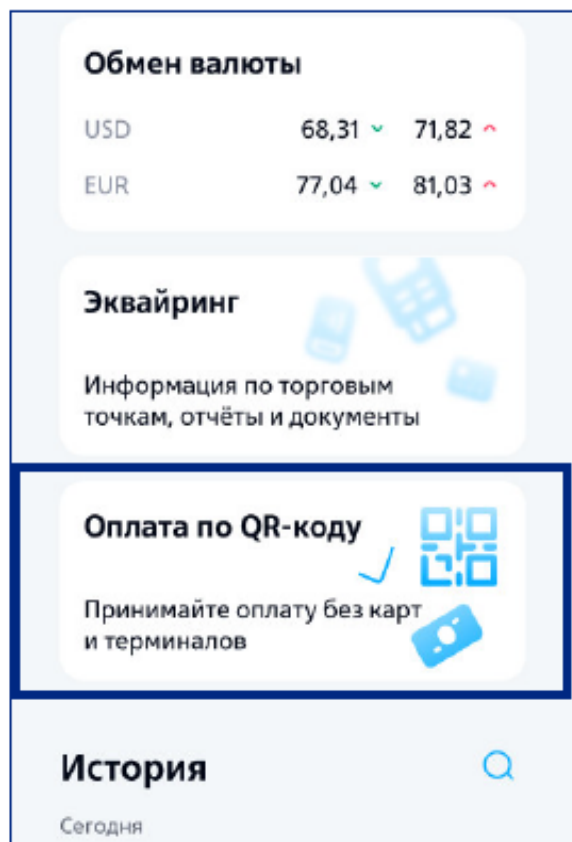 Обмен валюты
USD 68,31 71,82
EUR 77,04 81,03
Эквайринг
Информация по торговым
точкам, отчёты и документы
Оплата по QR-коду
Принимайте оплату без карт
и терминалов
История
Сегодня